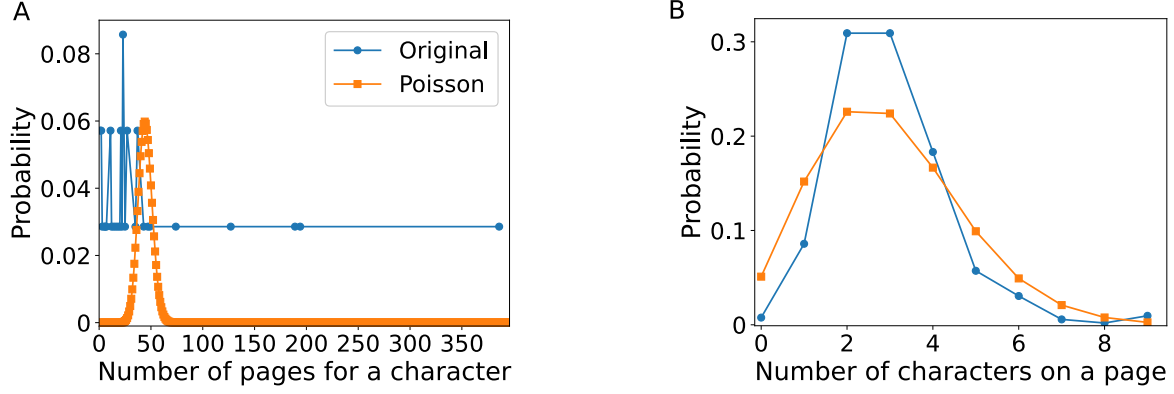 A
Probability
0.08
0.06
0.04
0.02
0
Original
Poisson
0 50 100 150 200 250 300 350
Number of pages for a character
B
Probability
0.3
0.2
0.1
0
0 2 4 6 8
Number of characters on a page